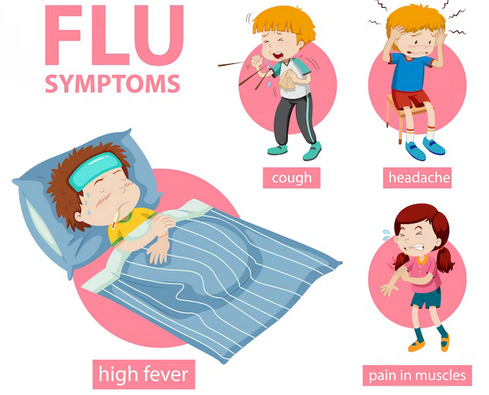 FLU
SYMPTOMS
cough
headache
high fever
pain in muscles